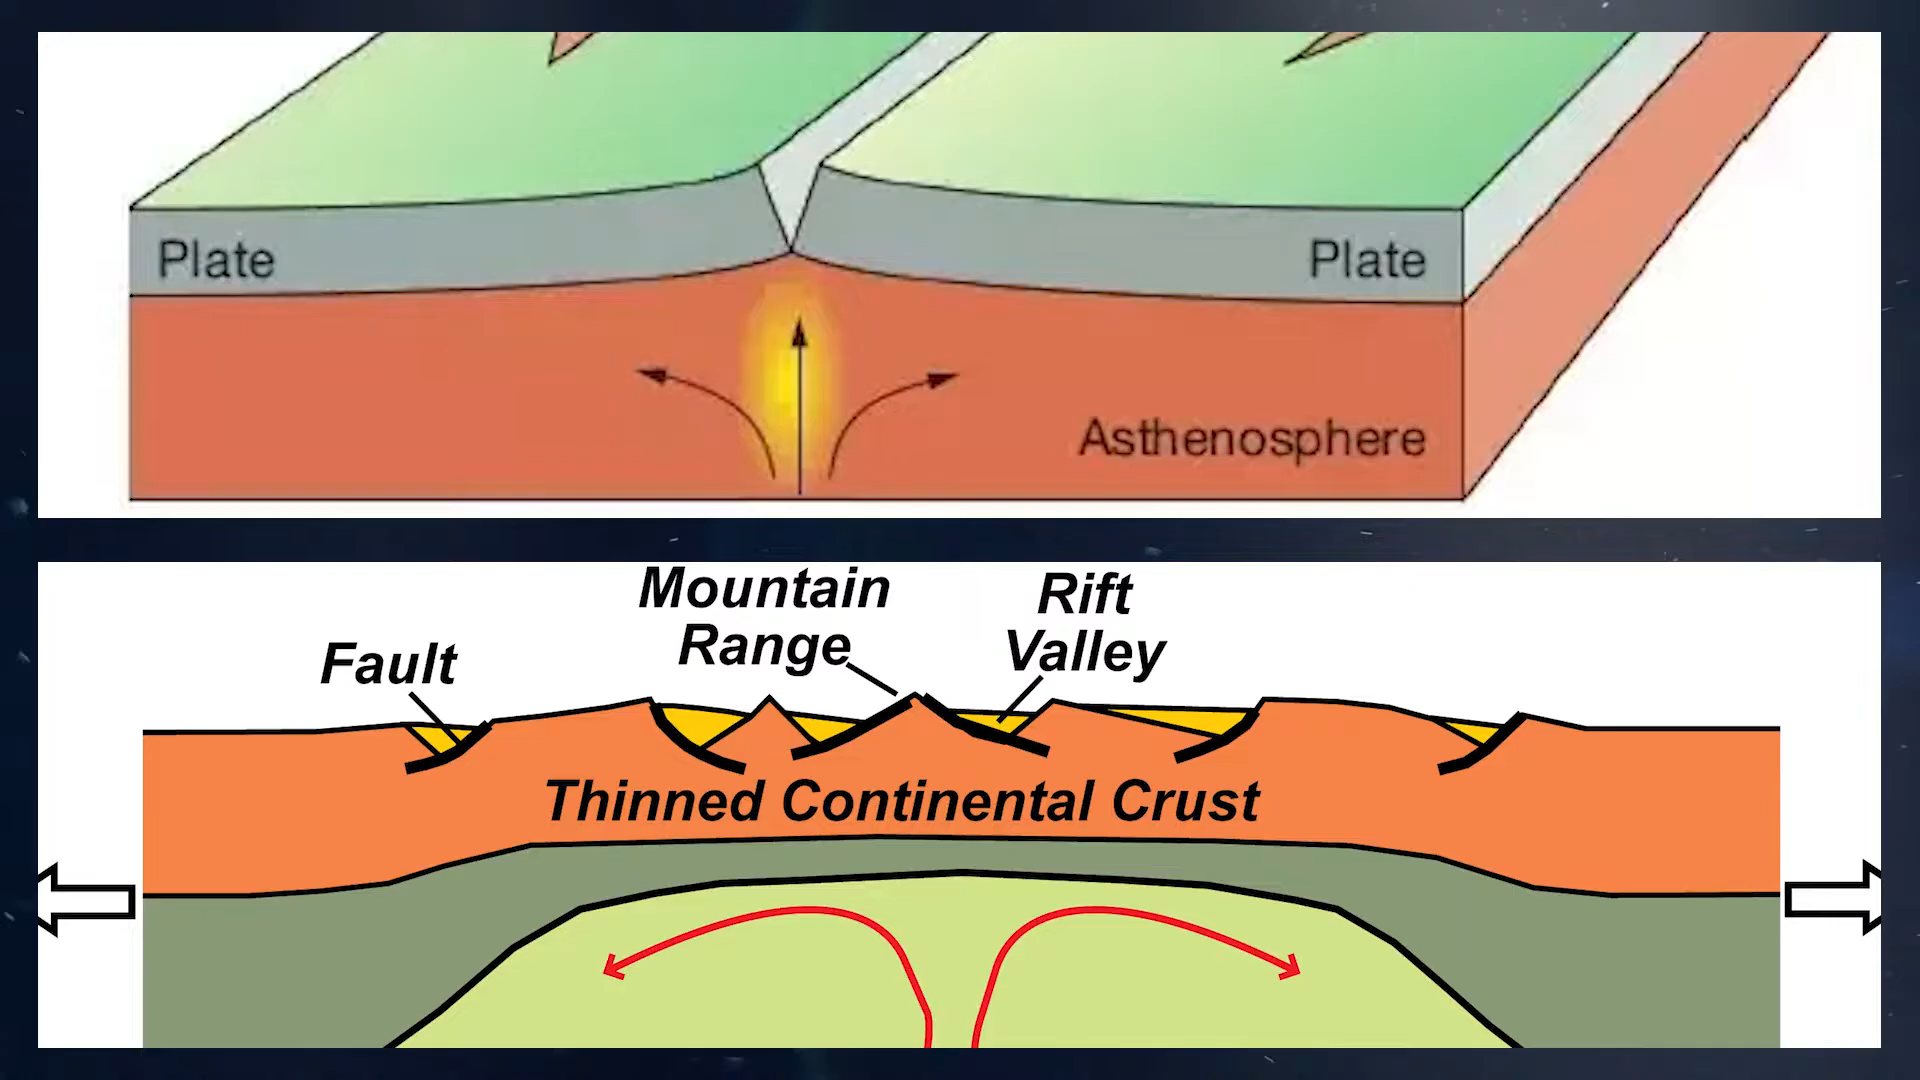 Plate
Plate
Asthenosphere
Mountain
Range
Rift
Valley
Fault
Thinned Continental Crust